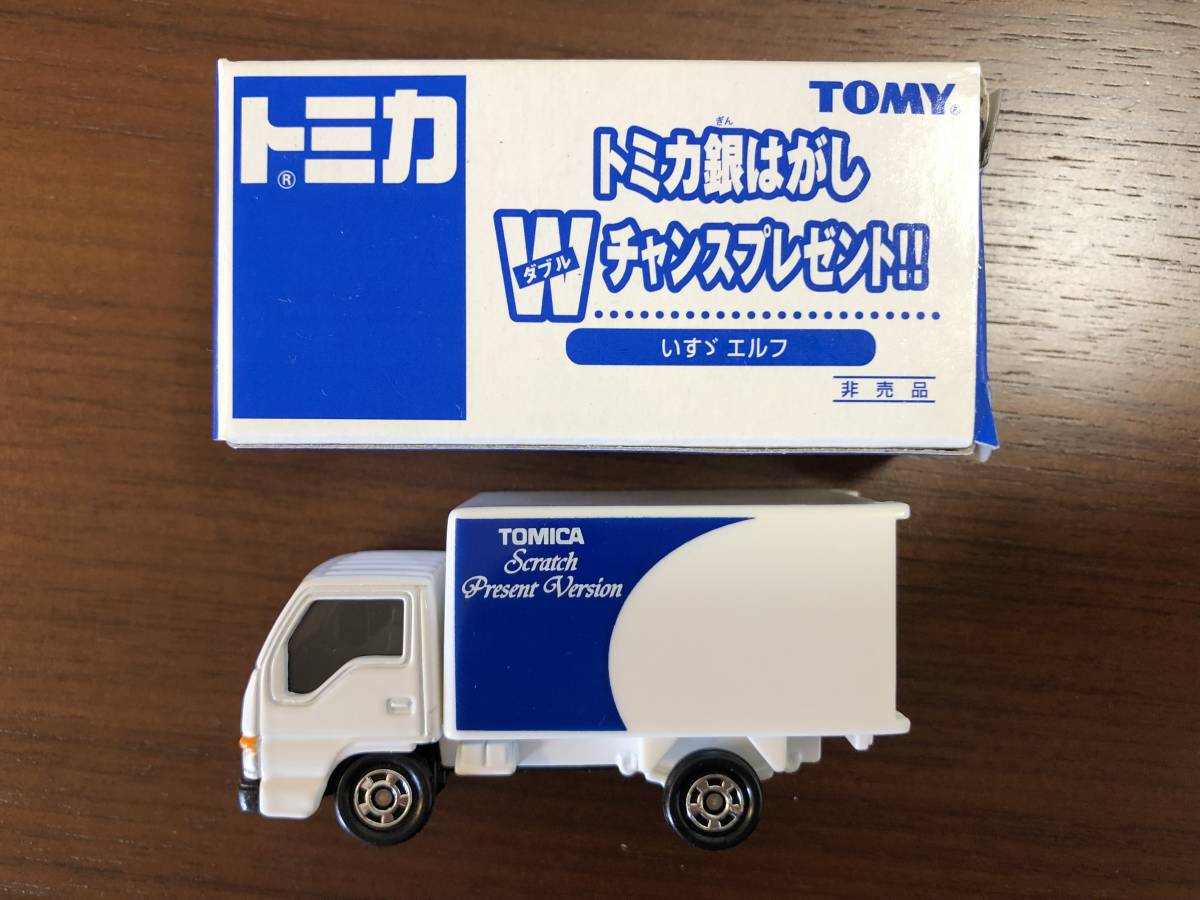 トミカ®
TOMY®
ぎん
トミカ銀はがし
Wダブル チャンスプレゼント!!
いすゞ エルフ
非売品
TOMICA
Scratch
Present Version